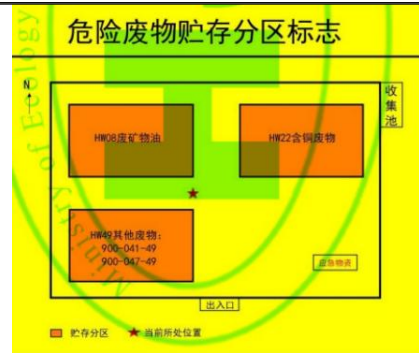 危险废物贮存分区标志
N
收集池
HW08废矿物油
HW22含铜废物
HW49其他废物：
900-041-49
900-047-49
应急物资
出入口
贮存分区
当前所处位置
Ministry of Ecology